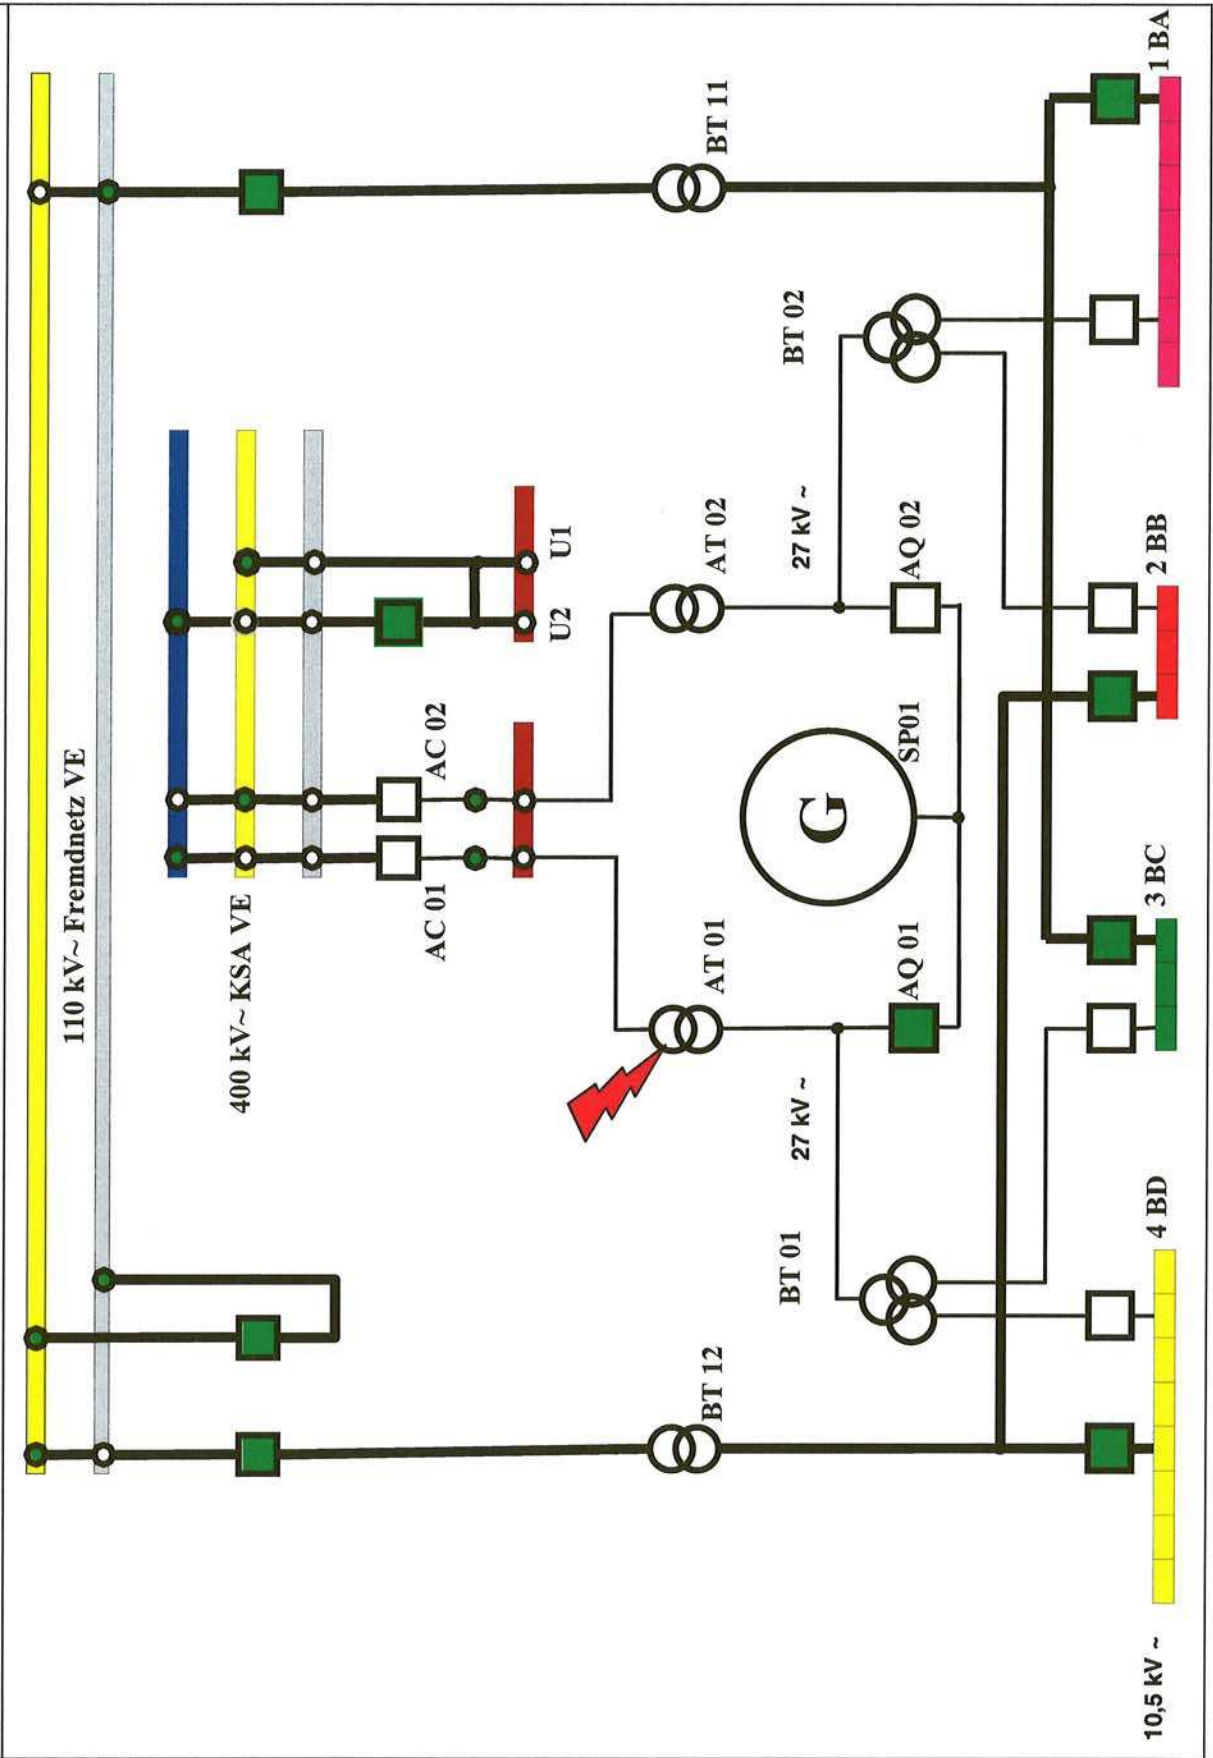 110 kV~ Fremdnetz VE
400 kV~ KSA VE
AC 01
AC 02
U2
U1
AT 01
AT 02
BT 12
BT 11
BT 01
27 kV ~
27 kV ~
BT 02
AQ 01
G
SP01
AQ 02
10,5 kV ~
4 BD
3 BC
2 BB
1 BA